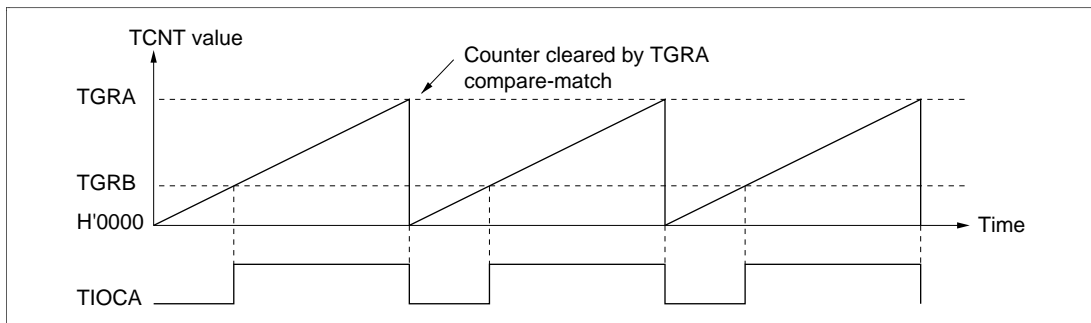 TCNT value
Counter cleared by TGRA
compare-match
TGRA
TGRB
H'0000
Time
TIOCA